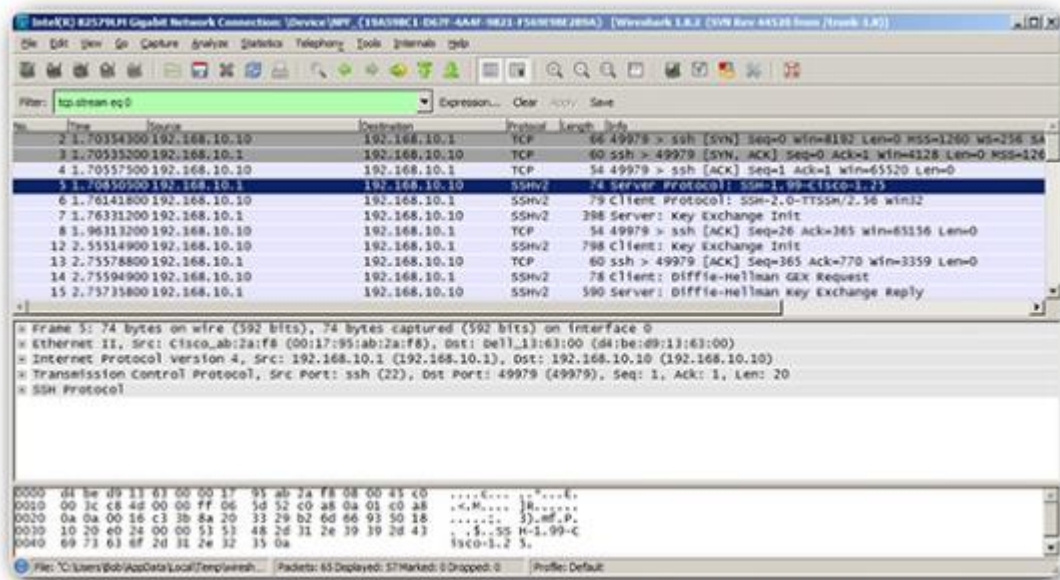 Intel(R) 82579LM Gigabit Network Connection: \Device\NPF_ [Wireshark 1.8.2 (SVN Rev 44520 from /trunk-1.8)]
File Edit View Go Capture Analyze Statistics Telephony Tools Internals Help
Filter: tcp.stream eq 0 Expression... Clear Apply Save
No. Time Source Destination Protocol Length Info
2 1.70354300 192.168.10.10 192.168.10.1 TCP 66 49979 > ssh [SYN] Seq=0 Win=8192 Len=0 MSS=1260 WS=256 SA
3 1.70535200 192.168.10.1 192.168.10.10 TCP 60 ssh > 49979 [SYN, ACK] Seq=0 Ack=1 Win=4128 Len=0 MSS=126
4 1.70557500 192.168.10.10 192.168.10.1 TCP 54 49979 > ssh [ACK] Seq=1 Ack=1 Win=65520 Len=0
5 1.70850500 192.168.10.1 192.168.10.10 SSHv2 74 Server Protocol: SSH-1.99-Cisco-1.25
6 1.76141800 192.168.10.10 192.168.10.1 SSHv2 79 Client Protocol: SSH-2.0-TTSSH/2.56 Win32
7 1.76331200 192.168.10.1 192.168.10.10 SSHv2 398 Server: Key Exchange Init
8 1.96313200 192.168.10.10 192.168.10.1 TCP 54 49979 > ssh [ACK] Seq=26 Ack=365 Win=65156 Len=0
12 2.55514900 192.168.10.10 192.168.10.1 SSHv2 798 Client: Key Exchange Init
13 2.75578800 192.168.10.1 192.168.10.10 TCP 60 ssh > 49979 [ACK] Seq=365 Ack=770 Win=3359 Len=0
14 2.75594900 192.168.10.10 192.168.10.1 SSHv2 78 Client: Diffie-Hellman GEX Request
15 2.75735800 192.168.10.1 192.168.10.10 SSHv2 590 Server: Diffie-Hellman Key Exchange Reply
Frame 5: 74 bytes on wire (592 bits), 74 bytes captured (592 bits) on interface 0
Ethernet II, Src: Cisco_ab:2a:f8 (00:17:95:ab:2a:f8), Dst: Dell_13:63:00 (d4:be:d9:13:63:00)
Internet Protocol Version 4, Src: 192.168.10.1 (192.168.10.1), Dst: 192.168.10.10 (192.168.10.10)
Transmission Control Protocol, Src Port: ssh (22), Dst Port: 49979 (49979), Seq: 1, Ack: 1, Len: 20
SSH Protocol
0000 d4 be d9 13 63 00 00 17 95 ab 2a f8 08 00 45 c0 ....c... ..*...E.
0010 00 3c c8 4d 00 00 ff 06 5d 52 c0 a8 0a 01 c0 a8 .<.M.... ]R......
0020 0a 0a 00 16 c3 3b 8a 20 33 29 b2 6d 66 93 50 18 .....;.  3).mf.P.
0030 10 20 e0 24 00 00 53 53 48 2d 31 2e 39 39 2d 43 . .$..SS H-1.99-C
0040 69 73 63 6f 2d 31 2e 32 35 0a isco-1.2 5.
File: "C:\Users\Bob\AppData\Local\Temp\wiresh... Packets: 65 Displayed: 57 Marked: 0 Dropped: 0 Profile: Default